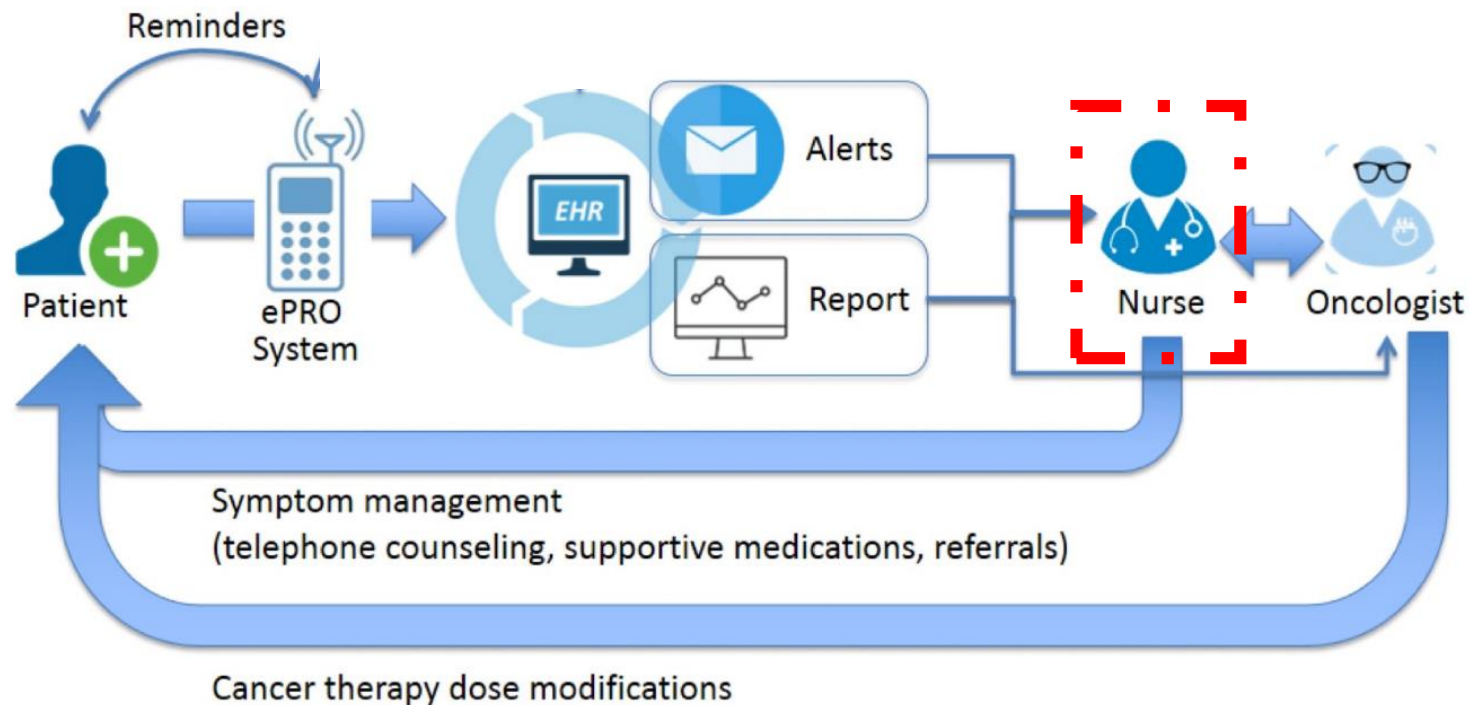 Reminders
Patient
ePRO
System
EHR
Alerts
Report
Nurse
Oncologist
Symptom management
(telephone counseling, supportive medications, referrals)
Cancer therapy dose modifications